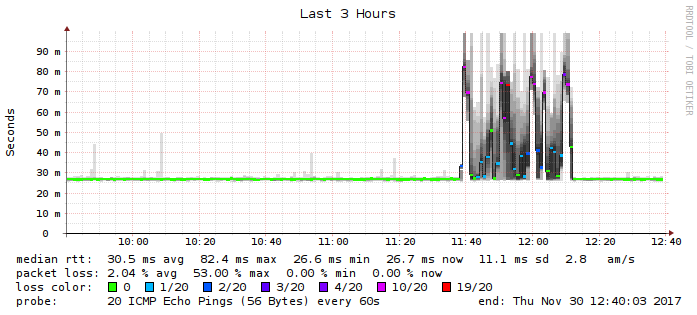 Last 3 Hours
RRDTOOL / TOBI OETIKER
Seconds
90 m
80 m
70 m
60 m
50 m
40 m
30 m
20 m
10 m
0
10:00 10:20 10:40 11:00 11:20 11:40 12:00 12:20 12:40
median rtt: 30.5 ms avg 82.4 ms max 26.6 ms min 26.7 ms now 11.1 ms sd 2.8 am/s
packet loss: 2.04 % avg 53.00 % max 0.00 % min 0.00 % now
loss color: 0 1/20 2/20 3/20 4/20 10/20 19/20
probe: 20 ICMP Echo Pings (56 Bytes) every 60s end: Thu Nov 30 12:40:03 2017